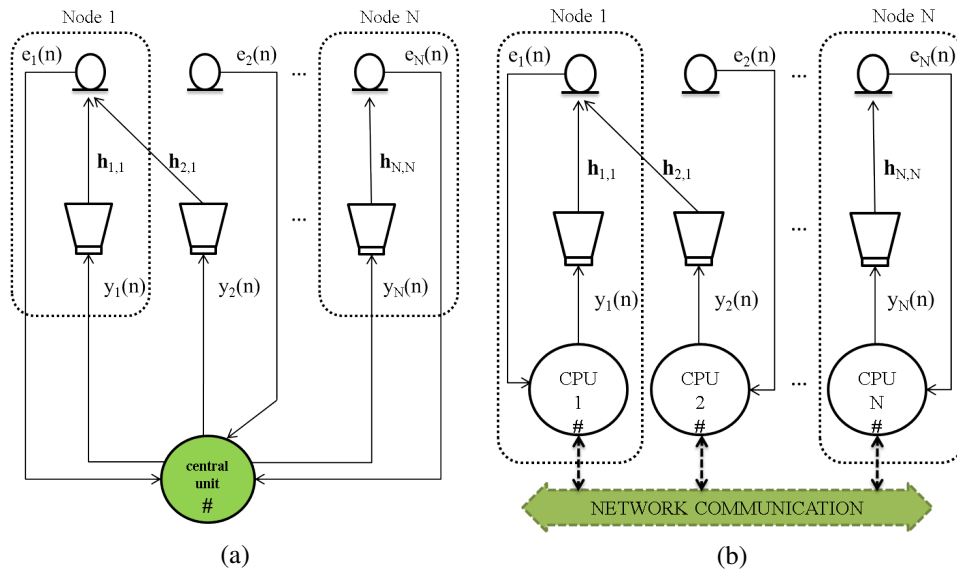 Node 1
Node N
e1(n)
e2(n)
...
eN(n)
h1,1
h2,1
hN,N
...
y1(n)
y2(n)
yN(n)
central
unit
#
(a)
Node 1
Node N
e1(n)
e2(n)
...
eN(n)
h1,1
h2,1
hN,N
...
y1(n)
y2(n)
yN(n)
CPU
1
#
CPU
2
#
...
CPU
N
#
NETWORK COMMUNICATION
(b)